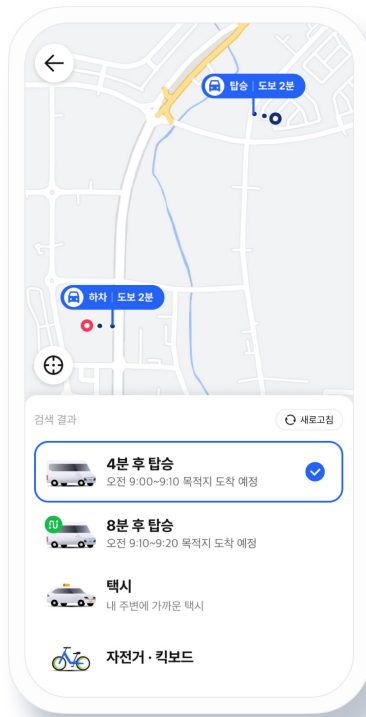 탑승 | 도보 2분
하차 | 도보 2분
검색 결과
새로고침
4분 후 탑승
오전 9:00~9:10 목적지 도착 예정
8분 후 탑승
오전 9:10~9:20 목적지 도착 예정
택시
내 주변에 가까운 택시
자전거 · 킥보드